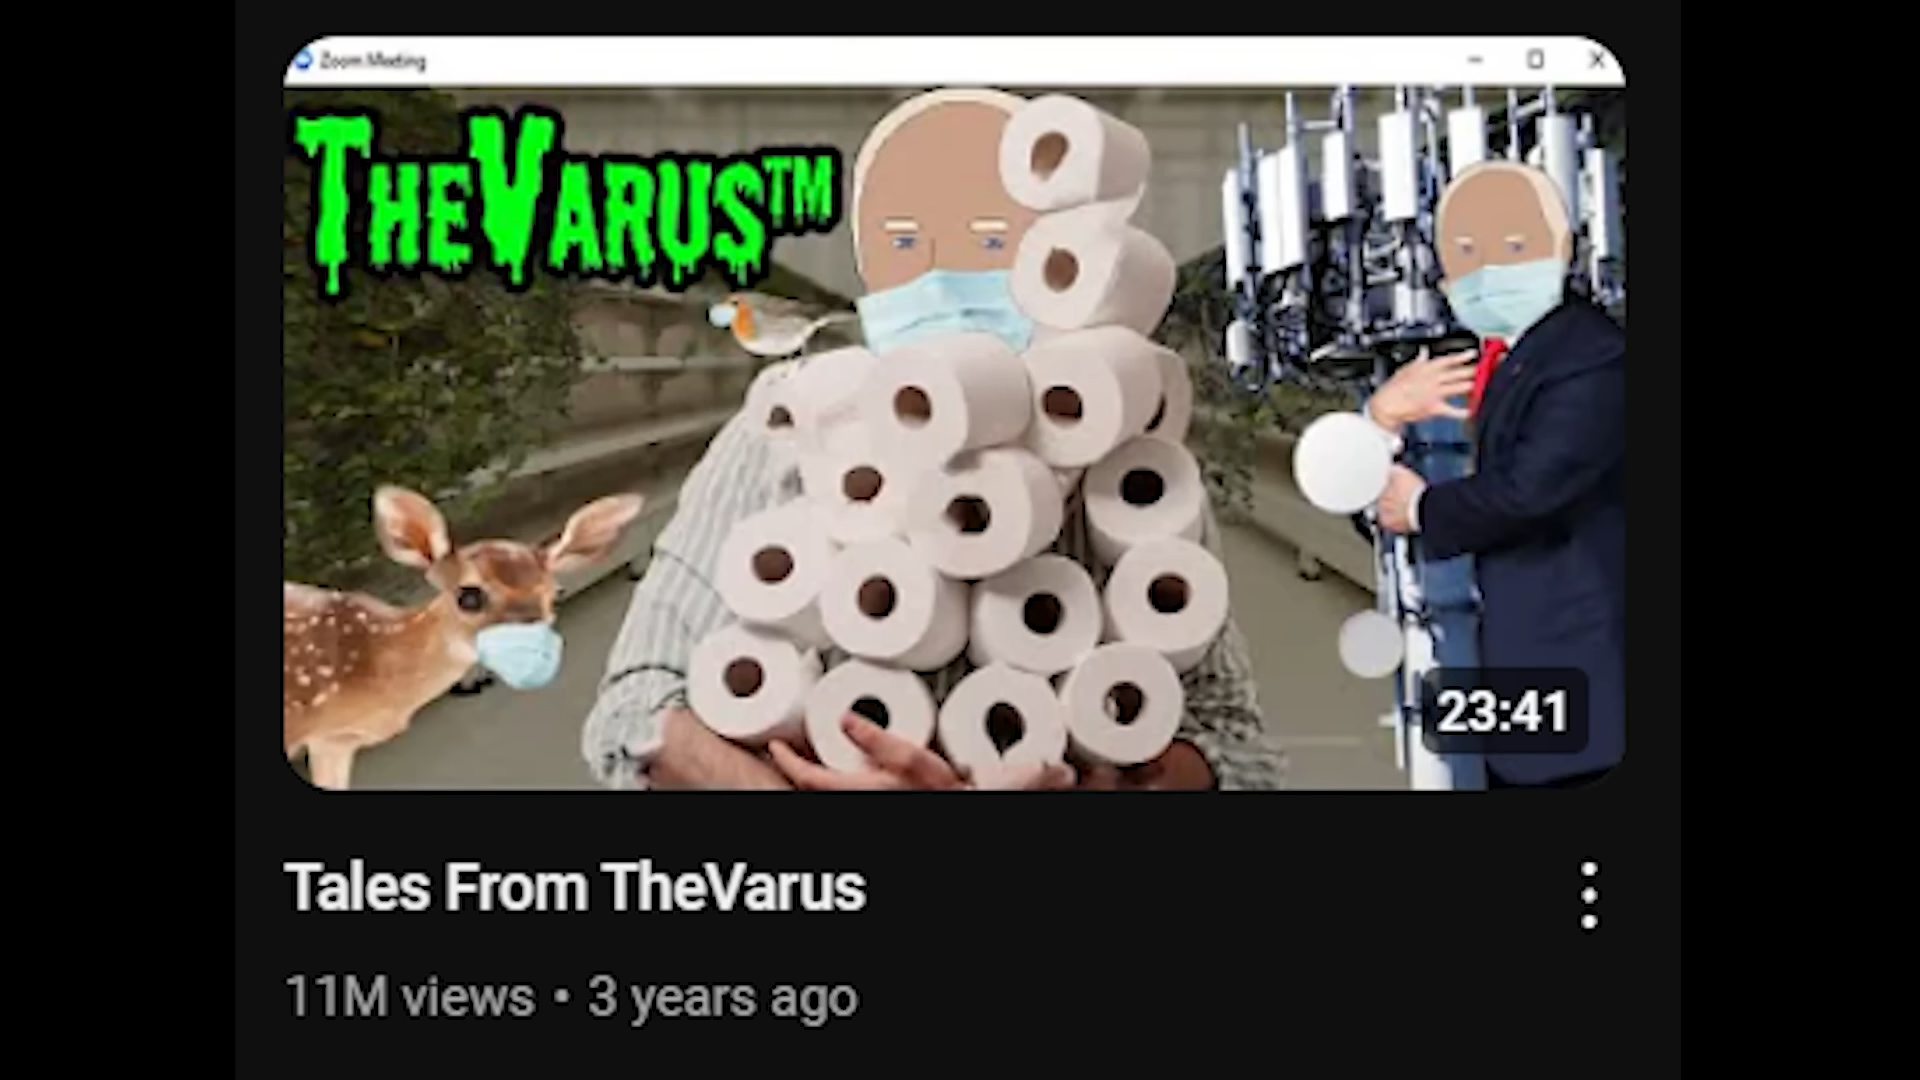 Zoom Meeting
TheVarus™
23:41
Tales From TheVarus
11M views • 3 years ago